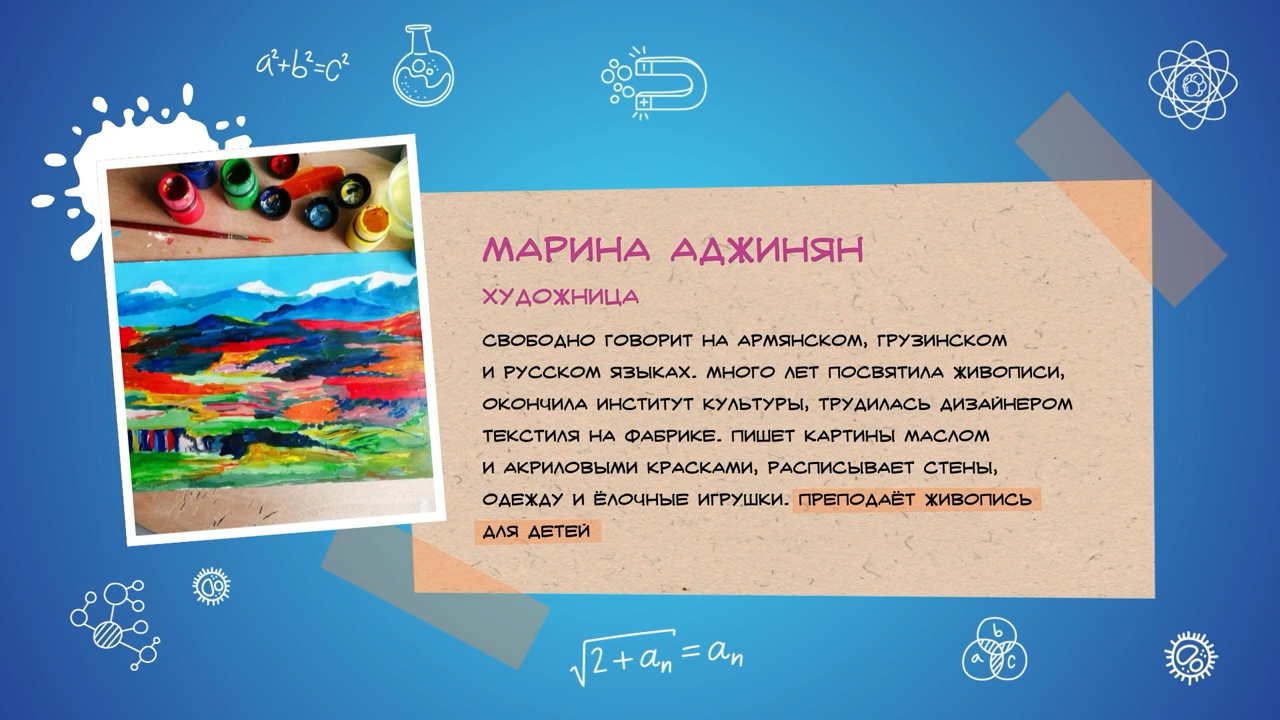 a²+b²=c²
МАРИНА АДЖИНЯН
ХУДОЖНИЦА
СВОБОДНО ГОВОРИТ НА АРМЯНСКОМ, ГРУЗИНСКОМ
И РУССКОМ ЯЗЫКАХ. МНОГО ЛЕТ ПОСВЯТИЛА ЖИВОПИСИ,
ОКОНЧИЛА ИНСТИТУТ КУЛЬТУРЫ, ТРУДИЛАСЬ ДИЗАЙНЕРОМ
ТЕКСТИЛЯ НА ФАБРИКЕ. ПИШЕТ КАРТИНЫ МАСЛОМ
И АКРИЛОВЫМИ КРАСКАМИ, РАСПИСЫВАЕТ СТЕНЫ,
ОДЕЖДУ И ЁЛОЧНЫЕ ИГРУШКИ. ПРЕПОДАЁТ ЖИВОПИСЬ
ДЛЯ ДЕТЕЙ
√2+aₙ = aₙ
b
a c